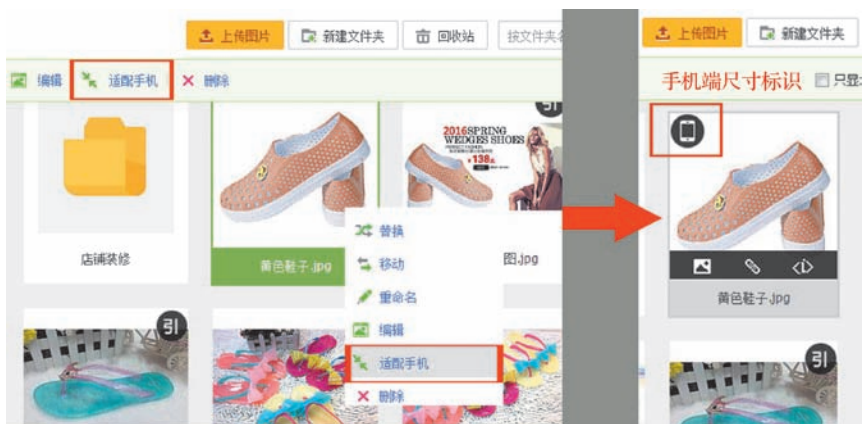 上传图片 新建文件夹 回收站 按文件夹名
编辑 适配手机 删除
引
2016SPRING
WEDGES SHOES
138
店铺装修
黄色鞋子.jpg
图.jpg
替换
移动
重命名
编辑
适配手机
删除
引
上传图片 新建文件夹
手机端尺寸标识 只显
黄色鞋子.jpg
引